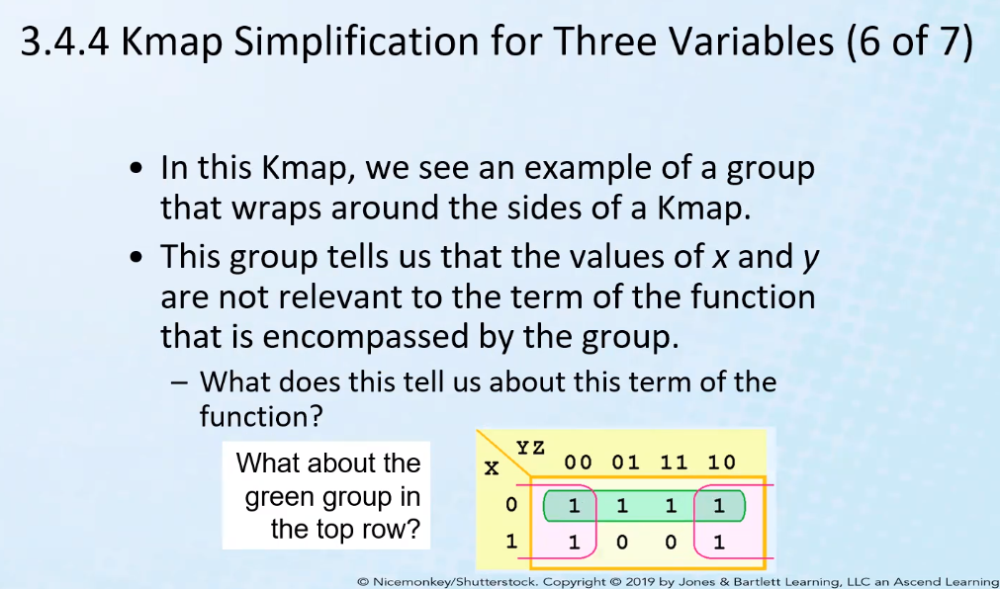 3.4.4 Kmap Simplification for Three Variables (6 of 7)
• In this Kmap, we see an example of a group
that wraps around the sides of a Kmap.
• This group tells us that the values of x and y
are not relevant to the term of the function
that is encompassed by the group.
– What does this tell us about this term of the
function?
What about the
green group in
the top row?
YZ
X
00 01 11 10
0 1 1 1 1
1 1 0 0 1
© Nicemonkey/Shutterstock. Copyright © 2019 by Jones & Bartlett Learning, LLC an Ascend Learning